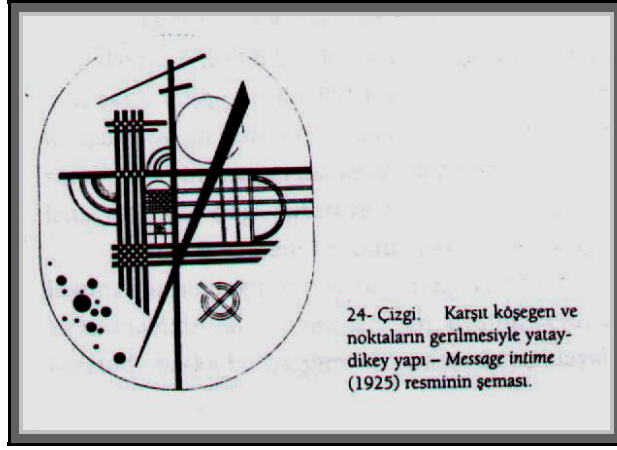 24- Çizgi. Karşıt köşegen ve
noktaların gerilmesiyle yatay-
dikey yapı – Message intime
(1925) resminin şeması.